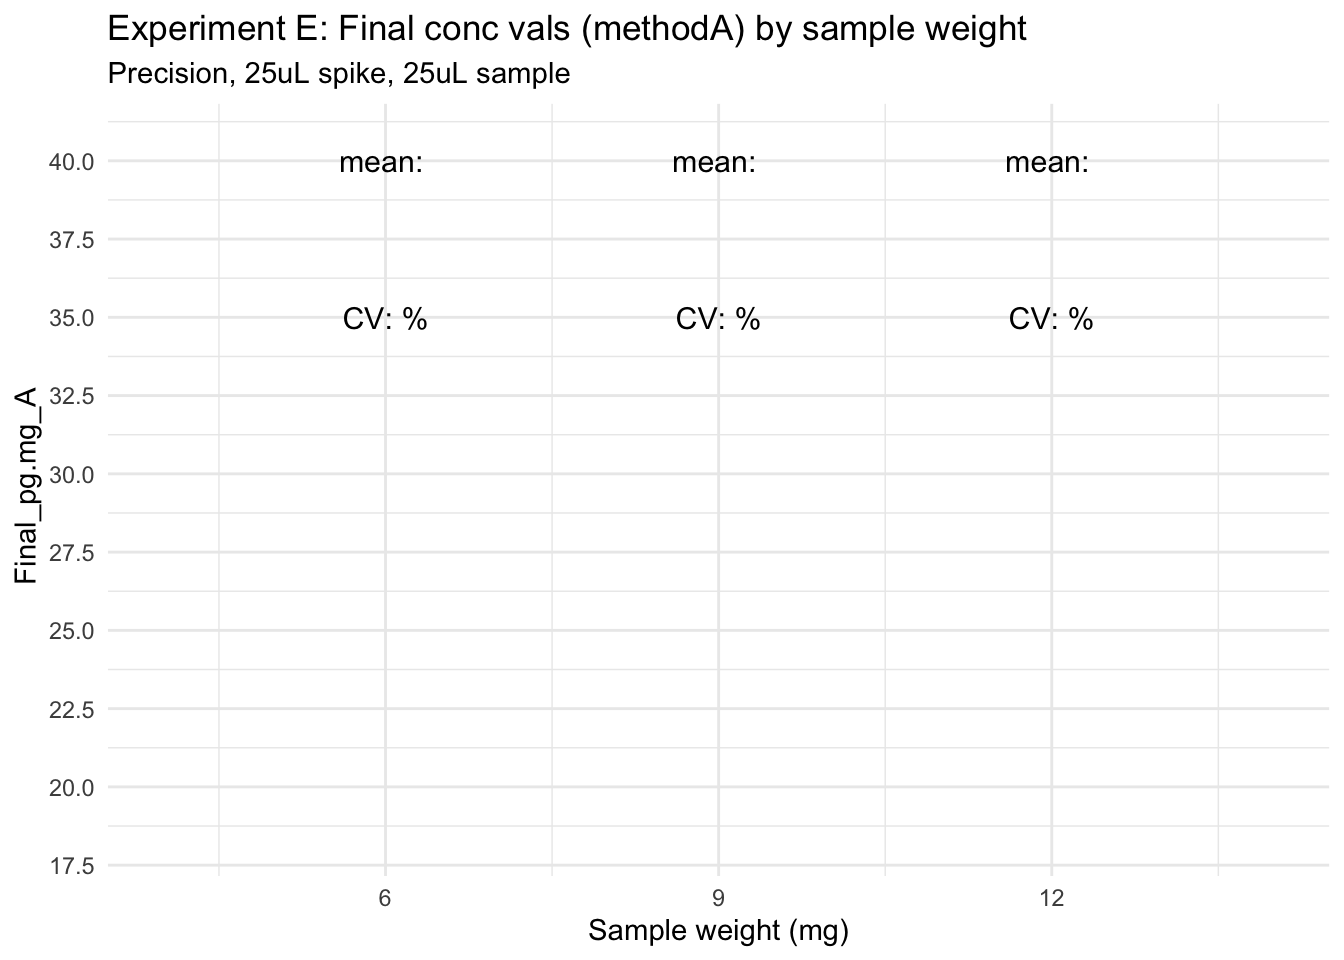 Experiment E: Final conc vals (methodA) by sample weight
Precision, 25uL spike, 25uL sample
Final_pg.mg_A
40.0
37.5
35.0
32.5
30.0
27.5
25.0
22.5
20.0
17.5
mean:
mean:
mean:
CV: %
CV: %
CV: %
6
9
12
Sample weight (mg)